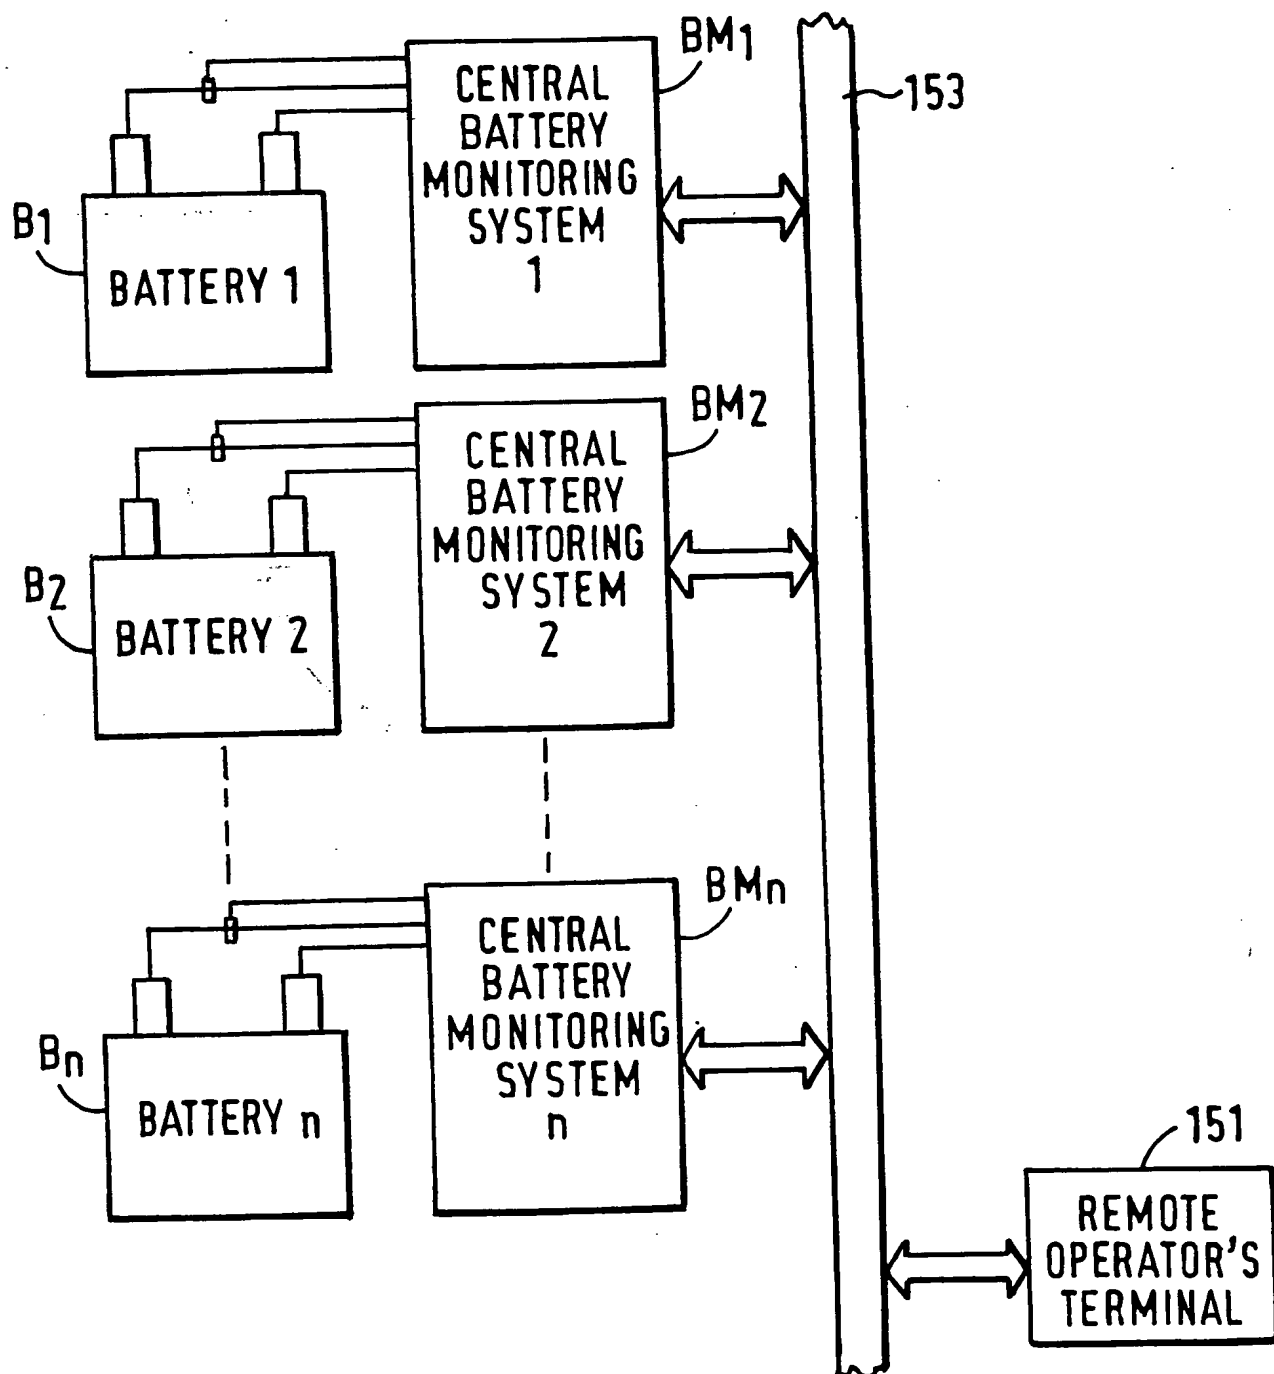 BM1
CENTRAL
BATTERY
MONITORING
SYSTEM
1
153
B1
BATTERY 1
BM2
CENTRAL
BATTERY
MONITORING
SYSTEM
2
B2
BATTERY 2
BMn
CENTRAL
BATTERY
MONITORING
SYSTEM
n
Bn
BATTERY n
151
REMOTE
OPERATOR'S
TERMINAL